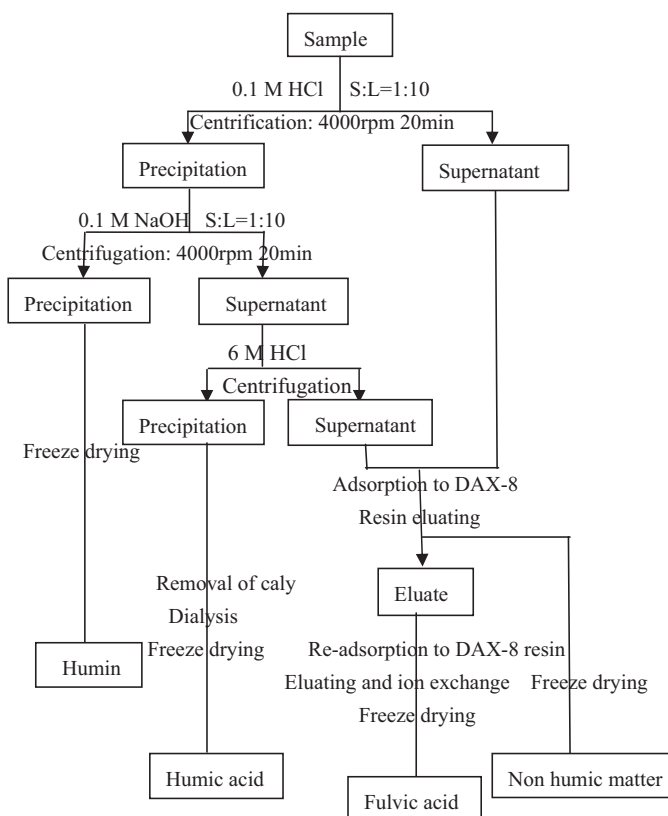 Sample
0.1 M HCl S:L=1:10
Centrification: 4000rpm 20min
Precipitation
Supernatant
0.1 M NaOH S:L=1:10
Centrifugation: 4000rpm 20min
Precipitation
Supernatant
6 M HCl
Centrifugation
Precipitation
Supernatant
Freeze drying
Adsorption to DAX-8
Resin eluating
Removal of caly
Dialysis
Freeze drying
Eluate
Humin
Re-adsorption to DAX-8 resin
Eluating and ion exchange
Freeze drying
Freeze drying
Humic acid
Fulvic acid
Non humic matter